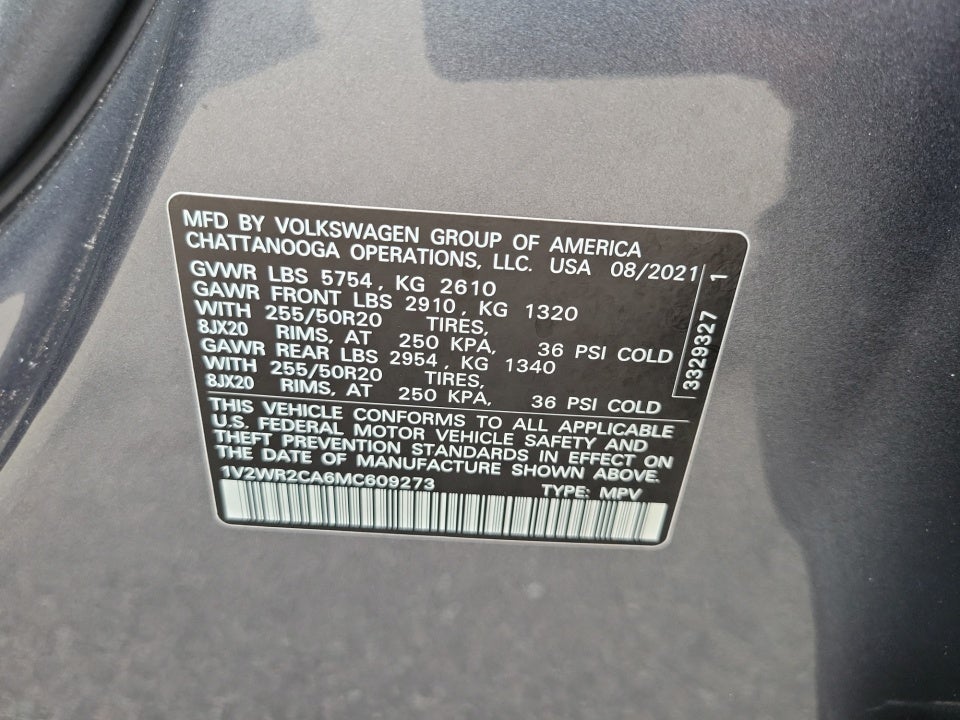 MFD BY VOLKSWAGEN GROUP OF AMERICA
CHATTANOOGA OPERATIONS, LLC. USA 08/2021
GVWR LBS 5754, KG 2610
GAWR FRONT LBS 2910, KG 1320
WITH 255/50R20 TIRES,
8JX20 RIMS, AT 250 KPA, 36 PSI COLD
GAWR REAR LBS 2954, KG 1340
WITH 255/50R20 TIRES,
8JX20 RIMS, AT 250 KPA, 36 PSI COLD
THIS VEHICLE CONFORMS TO ALL APPLICABLE
U.S. FEDERAL MOTOR VEHICLE SAFETY AND
THEFT PREVENTION STANDARDS IN EFFECT ON
THE DATE OF MANUFACTURE SHOWN ABOVE.
1V2WR2CA6MC609273 TYPE: MPV
3329327 1